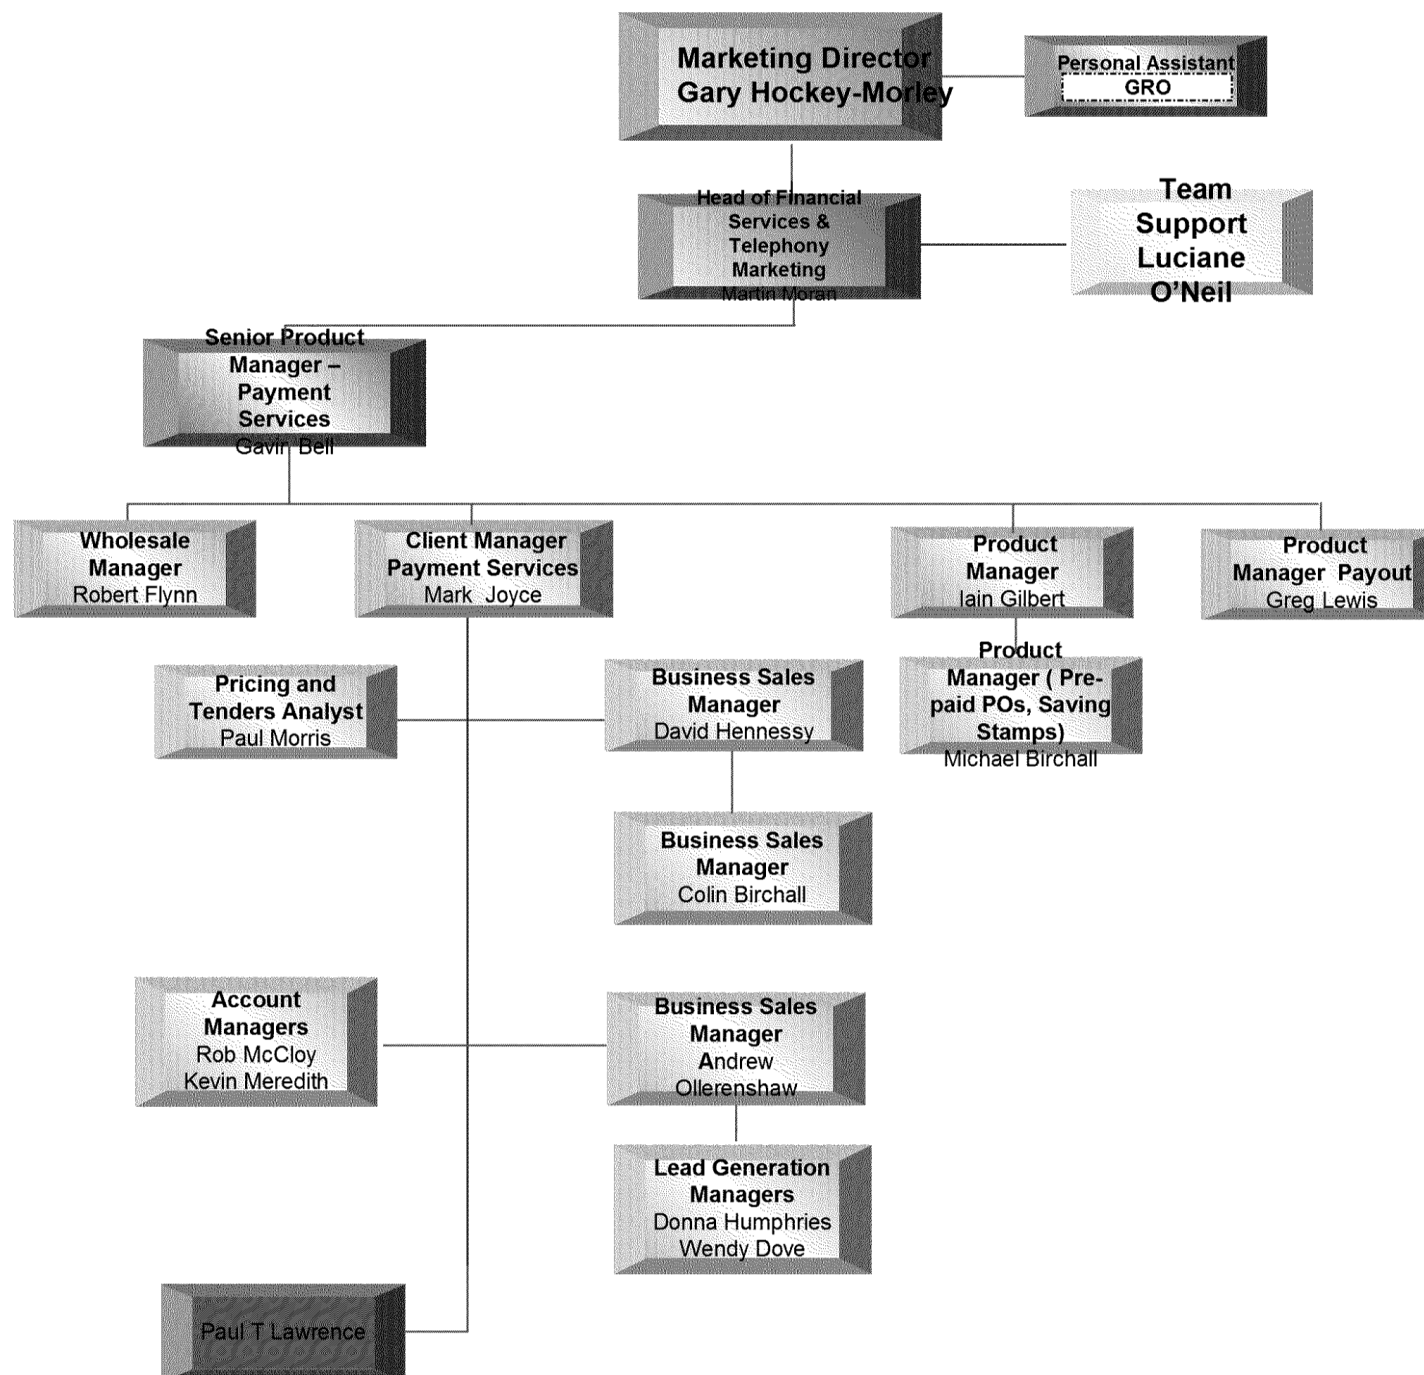 Marketing Director
Gary Hockey-Morley
Personal Assistant
GRO
Head of Financial
Services &
Telephony
Marketing
Martin Moran
Team
Support
Luciane
O'Neil
Senior Product
Manager –
Payment
Services
Gavin Bell
Wholesale
Manager
Robert Flynn
Client Manager
Payment Services
Mark Joyce
Product
Manager
Iain Gilbert
Product
Manager Payout
Greg Lewis
Pricing and
Tenders Analyst
Paul Morris
Business Sales
Manager
David Hennessy
Product
Manager ( Pre-
paid POs, Saving
Stamps)
Michael Birchall
Business Sales
Manager
Colin Birchall
Account
Managers
Rob McCloy
Kevin Meredith
Business Sales
Manager
Andrew
Ollerenshaw
Lead Generation
Managers
Donna Humphries
Wendy Dove
Paul T Lawrence